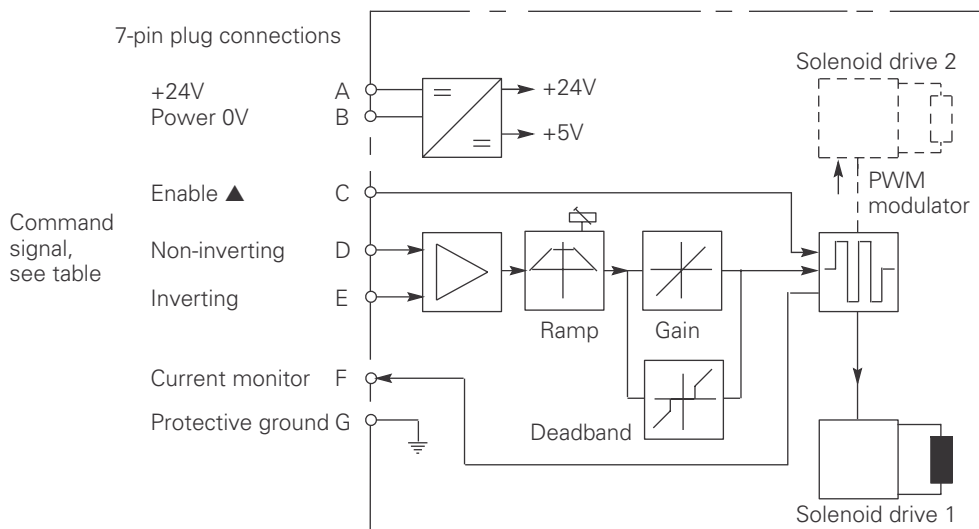 7-pin plug connections
+24V A
Power 0V B
+24V
+5V
Solenoid drive 2
PWM
modulator
Enable ▲ C
Command
signal,
see table
Non-inverting D
Inverting E
Ramp
Gain
Current monitor F
Protective ground G
Deadband
Solenoid drive 1